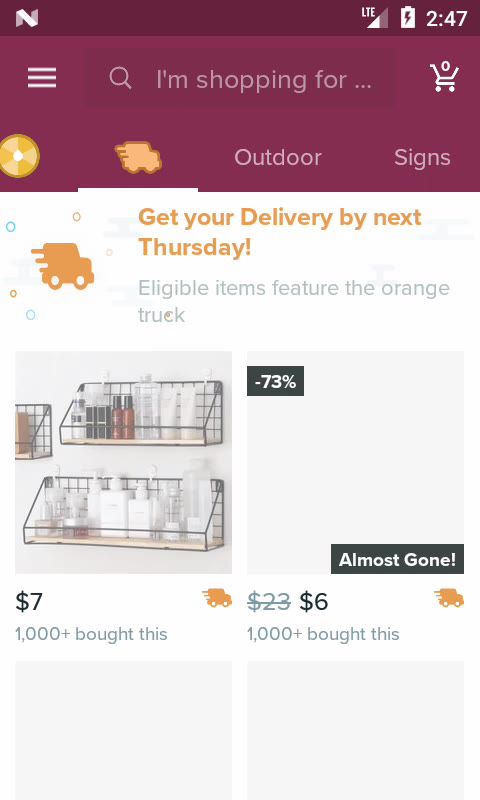 LTE 2:47
I'm shopping for ...
0
Outdoor Signs
Get your Delivery by next
Thursday!
Eligible items feature the orange
truck
-73%
Almost Gone!
$7
$23 $6
1,000+ bought this
1,000+ bought this